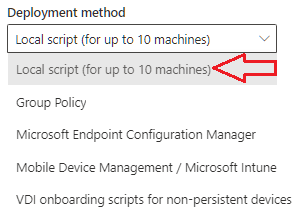 Deployment method
Local script (for up to 10 machines)
Local script (for up to 10 machines)
Group Policy
Microsoft Endpoint Configuration Manager
Mobile Device Management / Microsoft Intune
VDI onboarding scripts for non-persistent devices